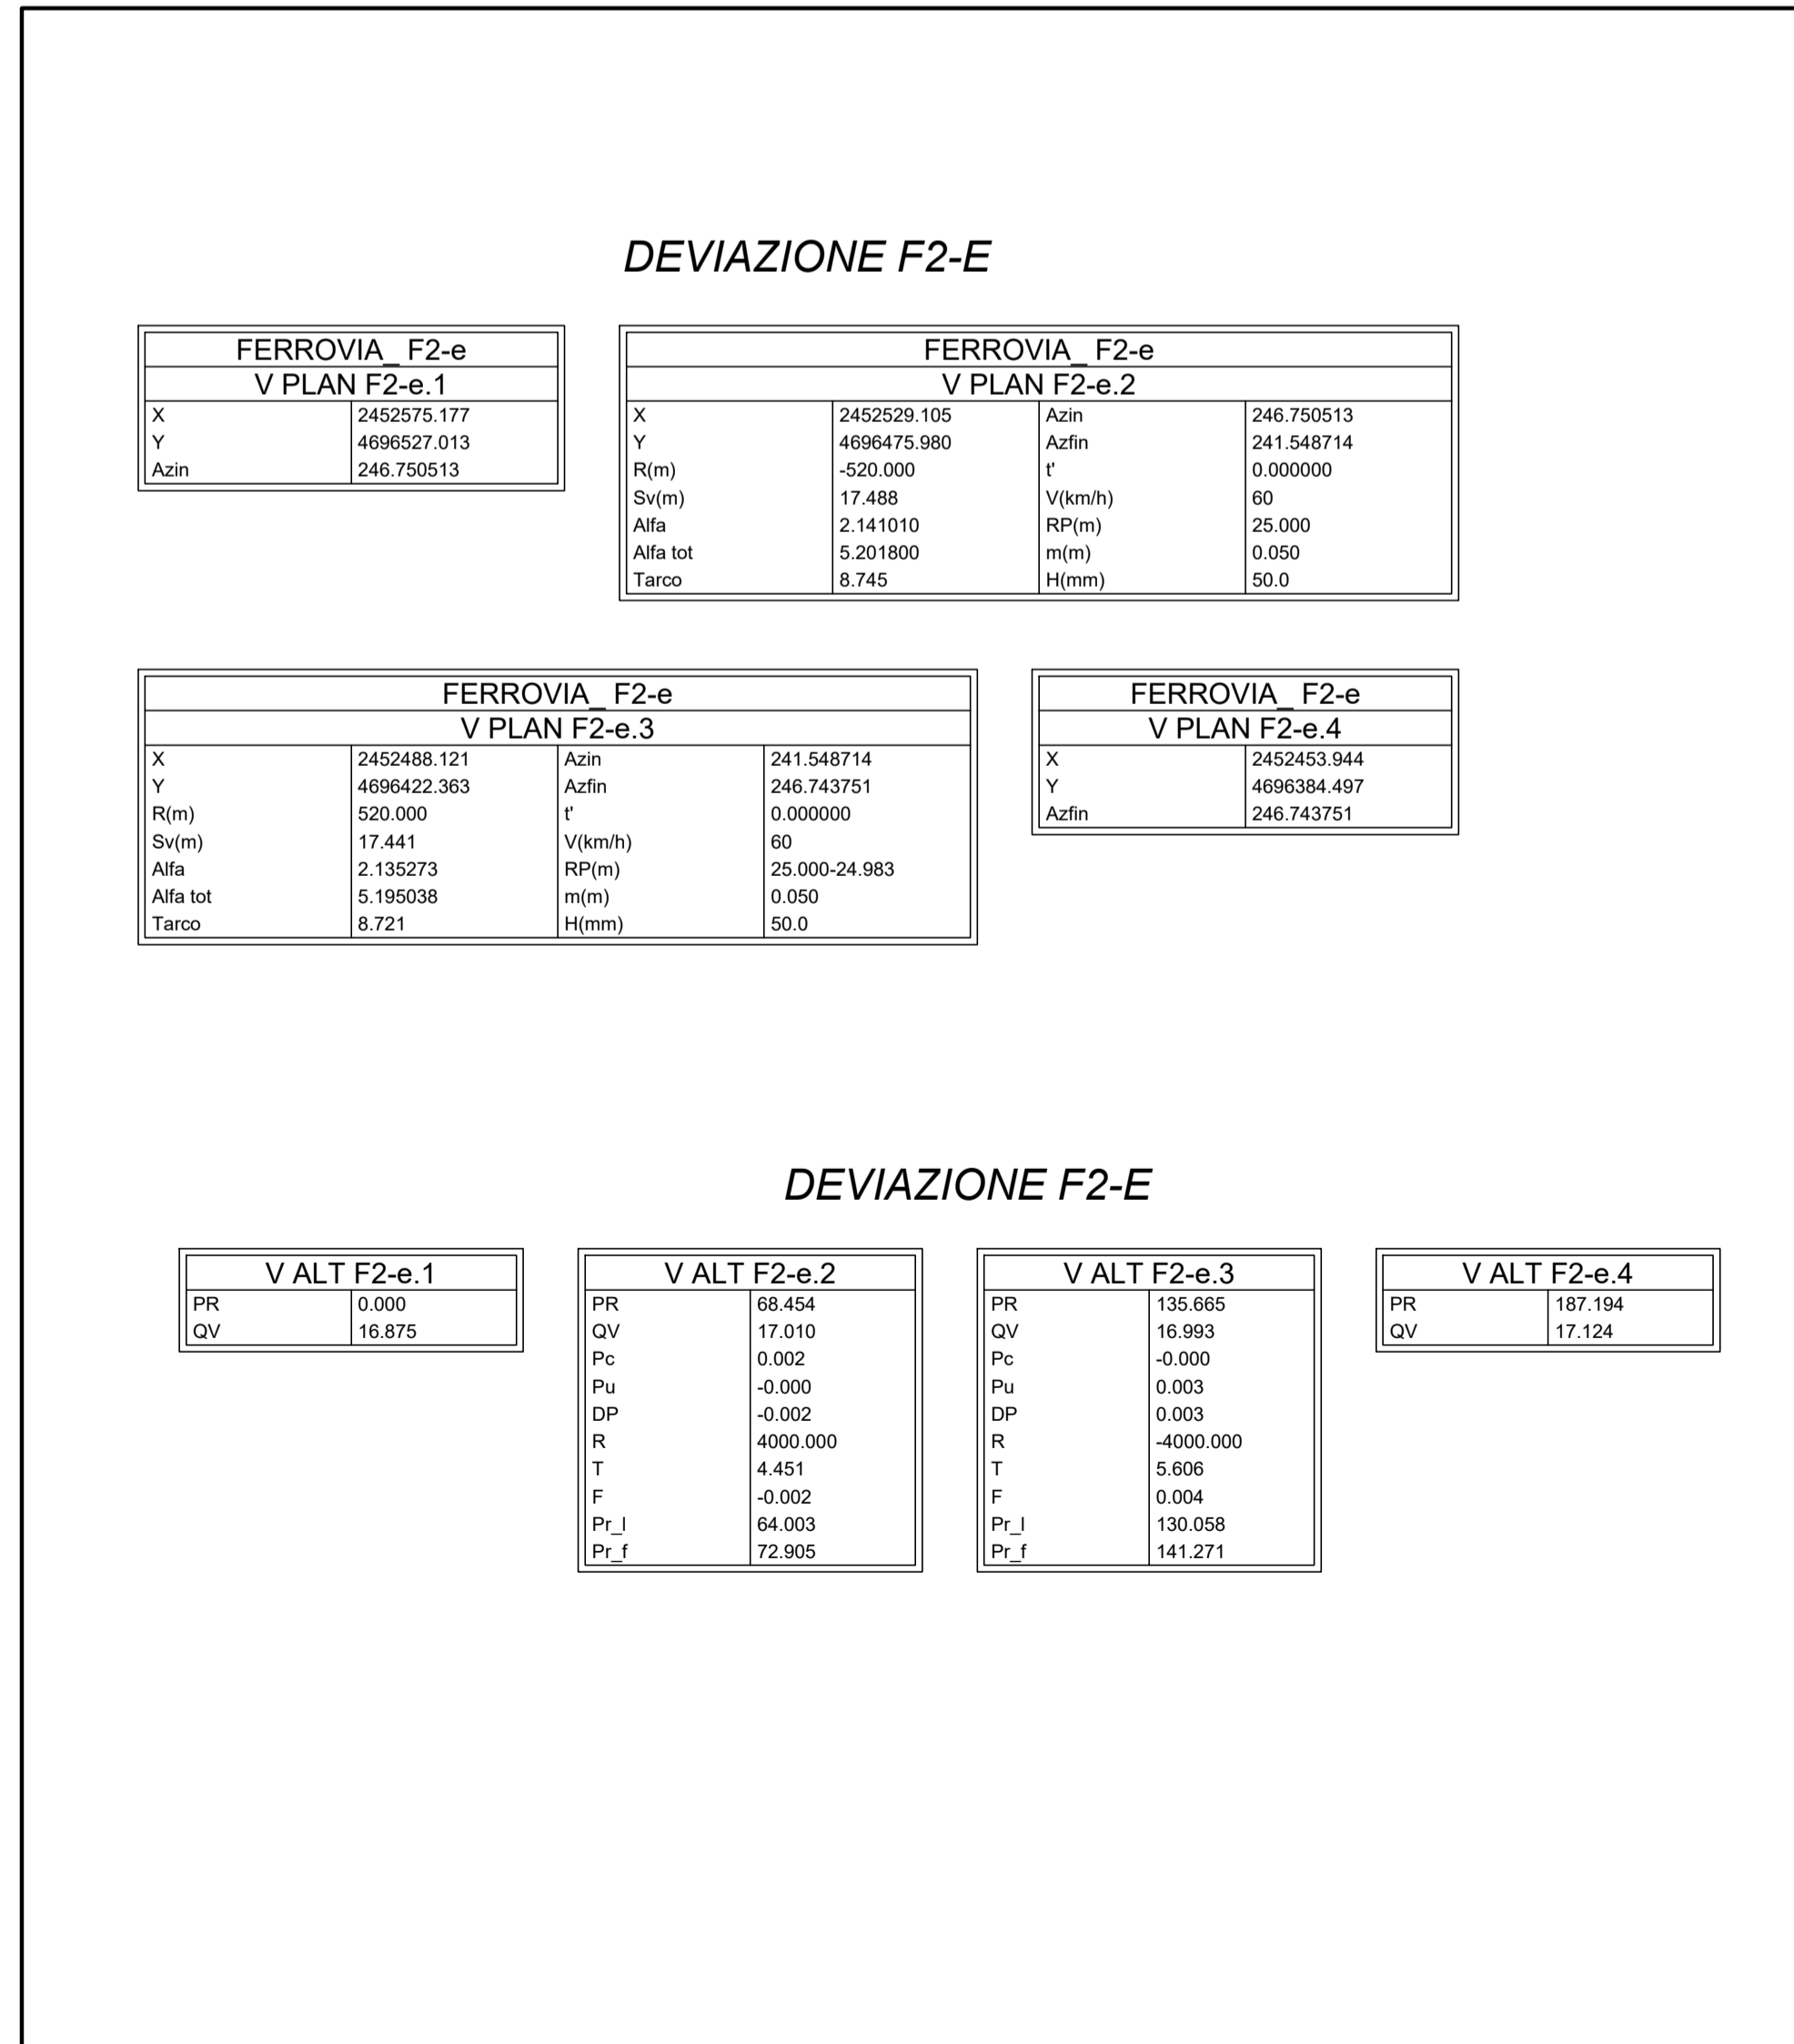 DEVIAZIONE F2-E
FERROVIA_ F2-e
V PLAN F2-e.1
X 2452575.177
Y 4696527.013
Azin 246.750513
FERROVIA_ F2-e
V PLAN F2-e.2
X 2452529.105 Azin 246.750513
Y 4696475.980 Azfin 241.548714
R(m) -520.000 t' 0.000000
Sv(m) 17.488 V(km/h) 60
Alfa 2.141010 RP(m) 25.000
Alfa tot 5.201800 m(m) 0.050
Tarco 8.745 H(mm) 50.0
FERROVIA_ F2-e
V PLAN F2-e.3
X 2452488.121 Azin 241.548714
Y 4696422.363 Azfin 246.743751
R(m) 520.000 t' 0.000000
Sv(m) 17.441 V(km/h) 60
Alfa 2.135273 RP(m) 25.000-24.983
Alfa tot 5.195038 m(m) 0.050
Tarco 8.721 H(mm) 50.0
FERROVIA_ F2-e
V PLAN F2-e.4
X 2452453.944
Y 4696384.497
Azfin 246.743751
DEVIAZIONE F2-E
V ALT F2-e.1
PR 0.000
QV 16.875
V ALT F2-e.2
PR 68.454
QV 17.010
Pc 0.002
Pu -0.000
DP -0.002
R 4000.000
T 4.451
F -0.002
Pr_I 64.003
Pr_f 72.905
V ALT F2-e.3
PR 135.665
QV 16.993
Pc -0.000
Pu 0.003
DP 0.003
R -4000.000
T 5.606
F 0.004
Pr_I 130.058
Pr_f 141.271
V ALT F2-e.4
PR 187.194
QV 17.124